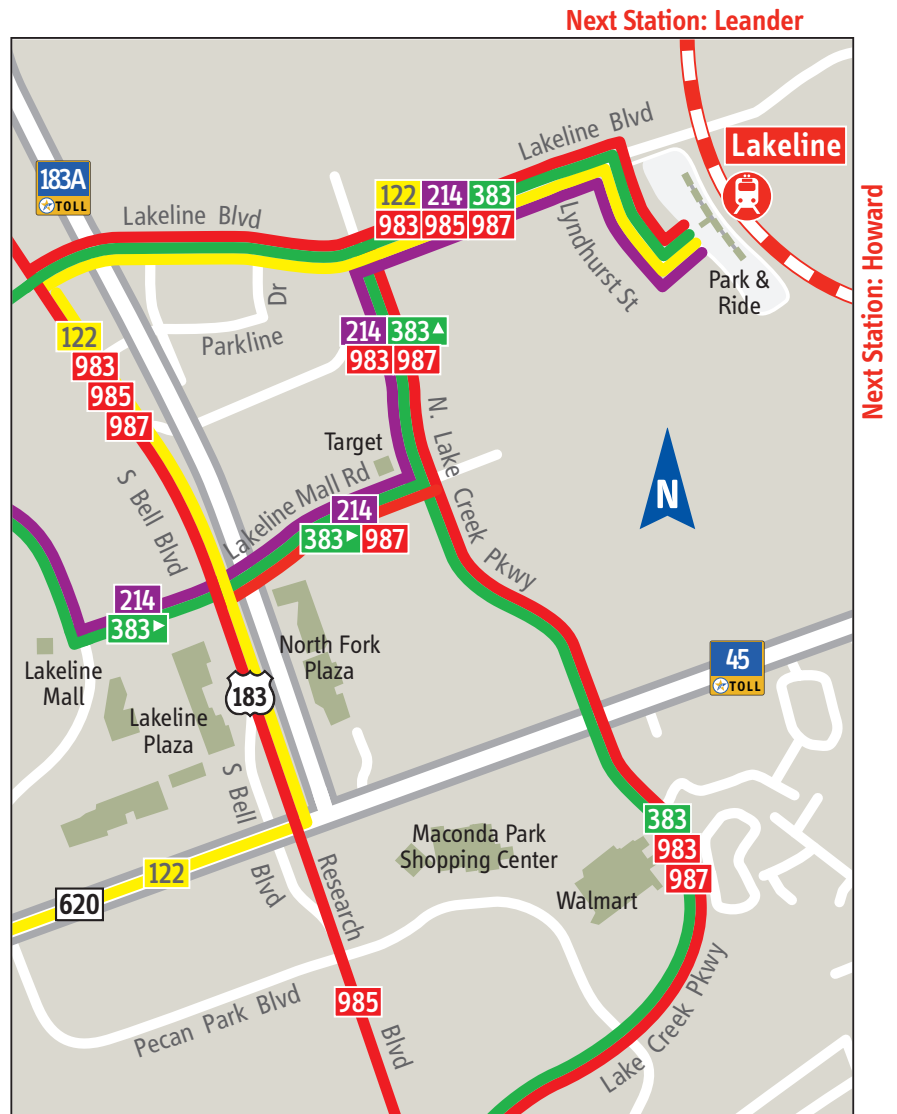 Next Station: Leander
Lakeline Blvd
Lakeline
183A
TOLL
122 214 383
983 985 987
Next Station: Howard
Lakeline Blvd
Lyndhurst St
Park &
Ride
Dr
Parkline
122
983
985
987
214 383
983 987
N. Lake Creek Pkwy
Target
N
S Bell Blvd
Lakeline Mall Rd
214
383 987
214
383
North Fork
Plaza
Lakeline
Mall
183
45
TOLL
Lakeline
Plaza
S Bell Blvd
383
983
987
Maconda Park
Shopping Center
122
620
Research Blvd
Walmart
985
Pecan Park Blvd
Lake Creek Pkwy